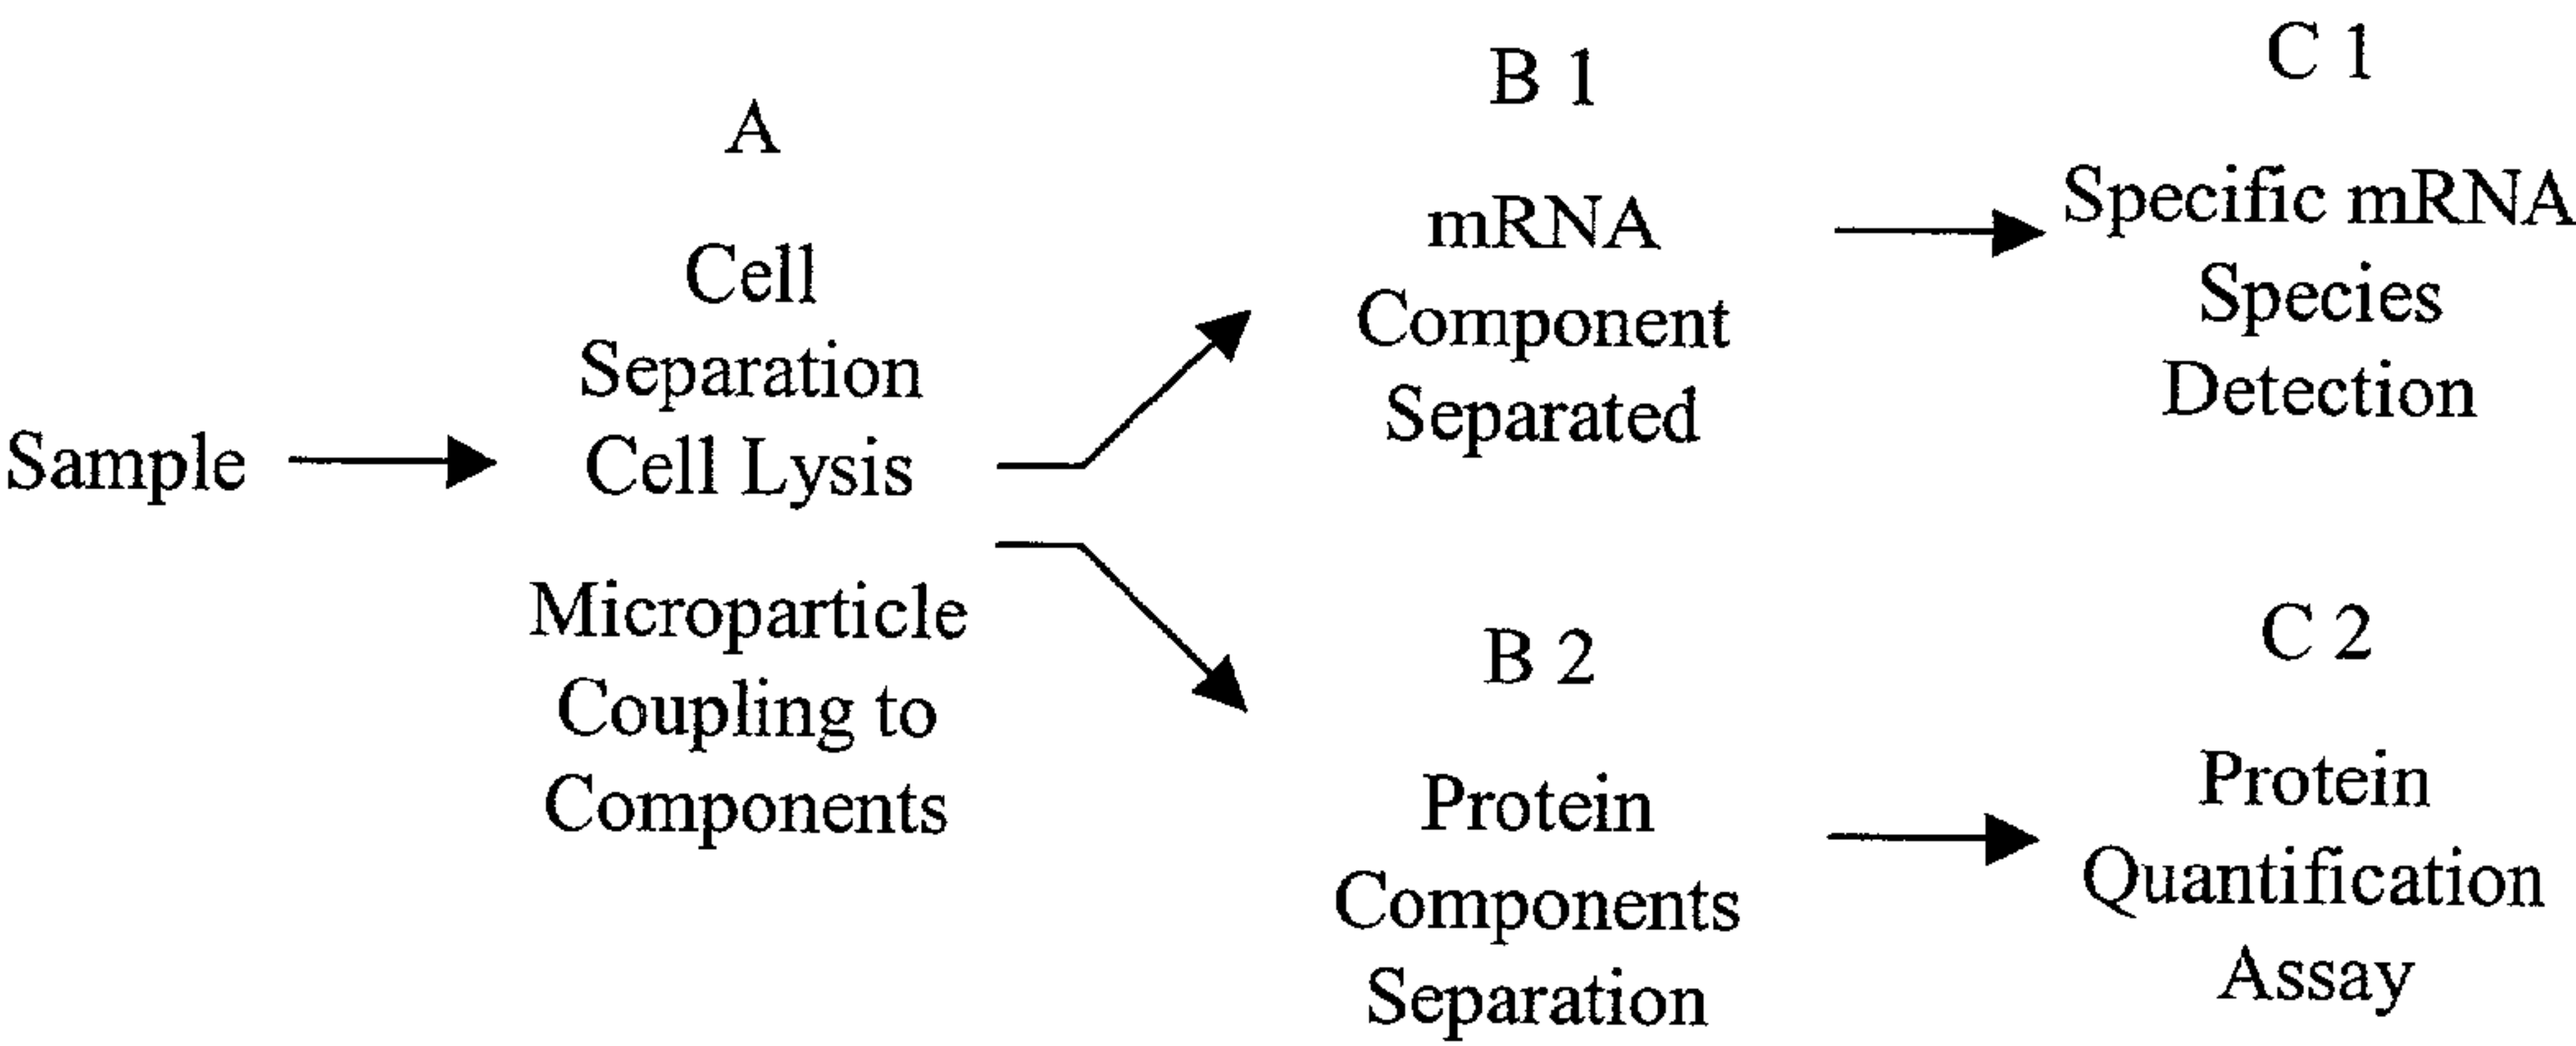 Sample
A
Cell
Separation
Cell Lysis
Microparticle
Coupling to
Components
B 1
mRNA
Component
Separated
C 1
Specific mRNA
Species
Detection
B 2
Protein
Components
Separation
C 2
Protein
Quantification
Assay